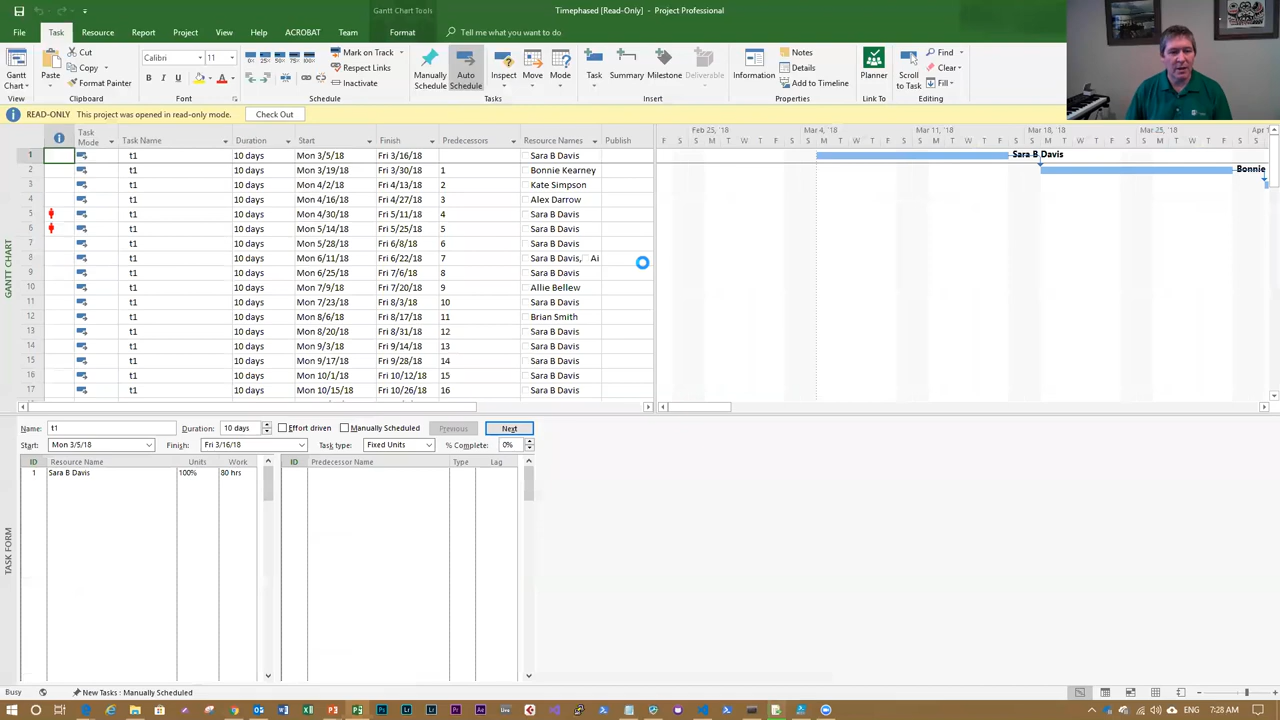 Gantt Chart Tools
Timephased [Read-Only] - Project Professional
File Task Resource Report Project View Help ACROBAT Team Format Tell me what you want to do
Gantt Chart
View
Paste
Cut
Copy
Format Painter
Clipboard
Calibri 11
B I U A
Font
Mark on Track
Respect Links
Inactivate
Schedule
Manually Schedule
Auto Schedule
Inspect
Move
Mode
Tasks
Task
Summary
Milestone
Deliverable
Insert
Information
Notes
Details
Add to Timeline
Properties
Planner
Link To
Scroll to Task
Find
Clear
Fill
Editing
READ-ONLY This project was opened in read-only mode. Check Out
Task Mode Task Name Duration Start Finish Predecessors Resource Names Publish
Feb 25, '18 Mar 4, '18 Mar 11, '18 Mar 18, '18 Mar 25, '18
F S S M T W T F S S M T W T F S S M T W T F S S M T W T F S S M T W T F S S
1 t1 10 days Mon 3/5/18 Fri 3/16/18 Sara B Davis
2 t1 10 days Mon 3/19/18 Fri 3/30/18 1 Bonnie Kearney
3 t1 10 days Mon 4/2/18 Fri 4/13/18 2 Kate Simpson
4 t1 10 days Mon 4/16/18 Fri 4/27/18 3 Alex Darrow
5 t1 10 days Mon 4/30/18 Fri 5/11/18 4 Sara B Davis
6 t1 10 days Mon 5/14/18 Fri 5/25/18 5 Sara B Davis
7 t1 10 days Mon 5/28/18 Fri 6/8/18 6 Sara B Davis
8 t1 10 days Mon 6/11/18 Fri 6/22/18 7 Sara B Davis, Ai
9 t1 10 days Mon 6/25/18 Fri 7/6/18 8 Sara B Davis
10 t1 10 days Mon 7/9/18 Fri 7/20/18 9 Allie Bellew
11 t1 10 days Mon 7/23/18 Fri 8/3/18 10 Sara B Davis
12 t1 10 days Mon 8/6/18 Fri 8/17/18 11 Brian Smith
13 t1 10 days Mon 8/20/18 Fri 8/31/18 12 Sara B Davis
14 t1 10 days Mon 9/3/18 Fri 9/14/18 13 Sara B Davis
15 t1 10 days Mon 9/17/18 Fri 9/28/18 14 Sara B Davis
16 t1 10 days Mon 10/1/18 Fri 10/12/18 15 Sara B Davis
17 t1 10 days Mon 10/15/18 Fri 10/26/18 16 Sara B Davis
Sara B Davis
Bonnie
GANTT CHART
Name: t1 Duration: 10 days Effort driven Manually Scheduled Previous Next
Start: Mon 3/5/18 Finish: Fri 3/16/18 Task type: Fixed Units % Complete: 0%
ID Resource Name Units Work ID Predecessor Name Type Lag
1 Sara B Davis 100% 80 hrs
TASK FORM
Busy New Tasks : Manually Scheduled
ENG 7:28 AM